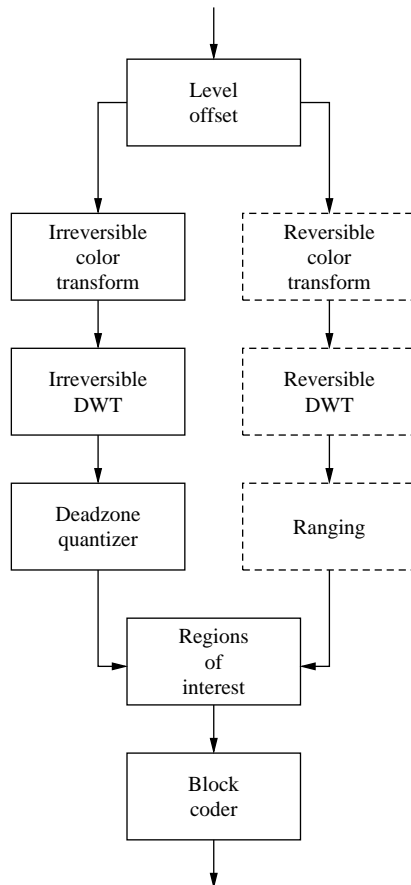 Level
offset
Irreversible
color
transform
Reversible
color
transform
Irreversible
DWT
Reversible
DWT
Deadzone
quantizer
Ranging
Regions
of
interest
Block
coder